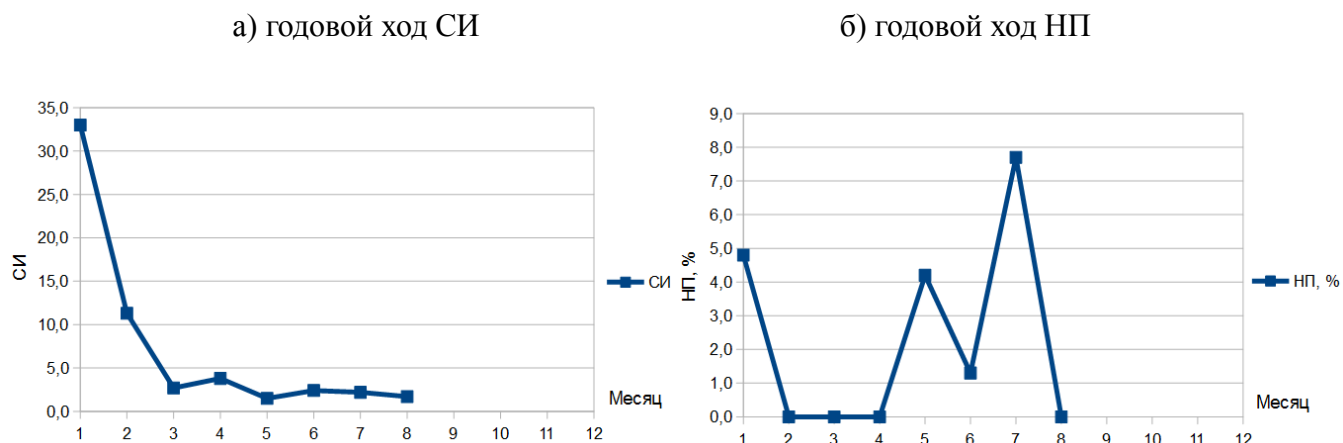 а) годовой ход СИ
б) годовой ход НП
35,0
30,0
25,0
20,0
15,0
10,0
5,0
0,0
СИ
1 2 3 4 5 6 7 8 9 10 11 12
Месяц
СИ
9,0
8,0
7,0
6,0
5,0
4,0
3,0
2,0
1,0
0,0
НП, %
1 2 3 4 5 6 7 8 9 10 11 12
Месяц
НП, %